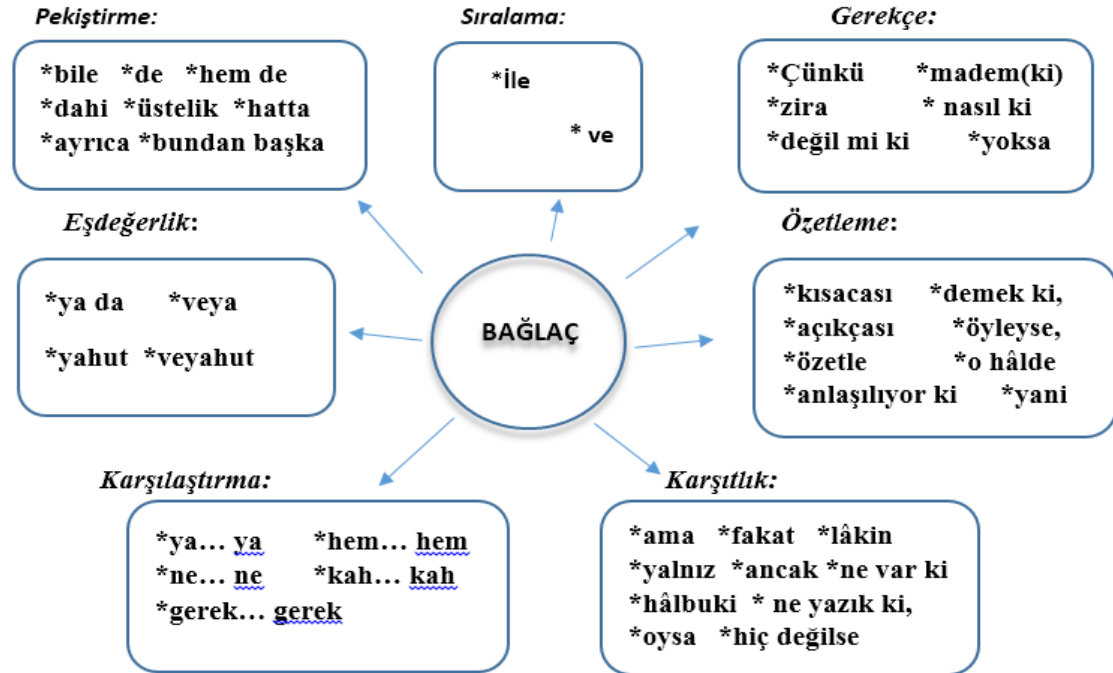 Pekiştirme:
*bile *de *hem de
*dahi *üstelik *hatta
*ayrıca *bundan başka
Sıralama:
*İle
* ve
Gerekçe:
*Çünkü *madem(ki)
*zira * nasıl ki
*değil mi ki *yoksa
Eşdeğerlik:
*ya da *veya
*yahut *veyahut
BAĞLAÇ
Özetleme:
*kısacası *demek ki,
*açıkçası *öyleyse,
*özetle *o hâlde
*anlaşılıyor ki *yani
Karşılaştırma:
*ya... ya *hem... hem
*ne... ne *kah... kah
*gerek... gerek
Karşıtlık:
*ama *fakat *lâkin
*yalnız *ancak *ne var ki
*hâlbuki * ne yazık ki,
*oysa *hiç değilse